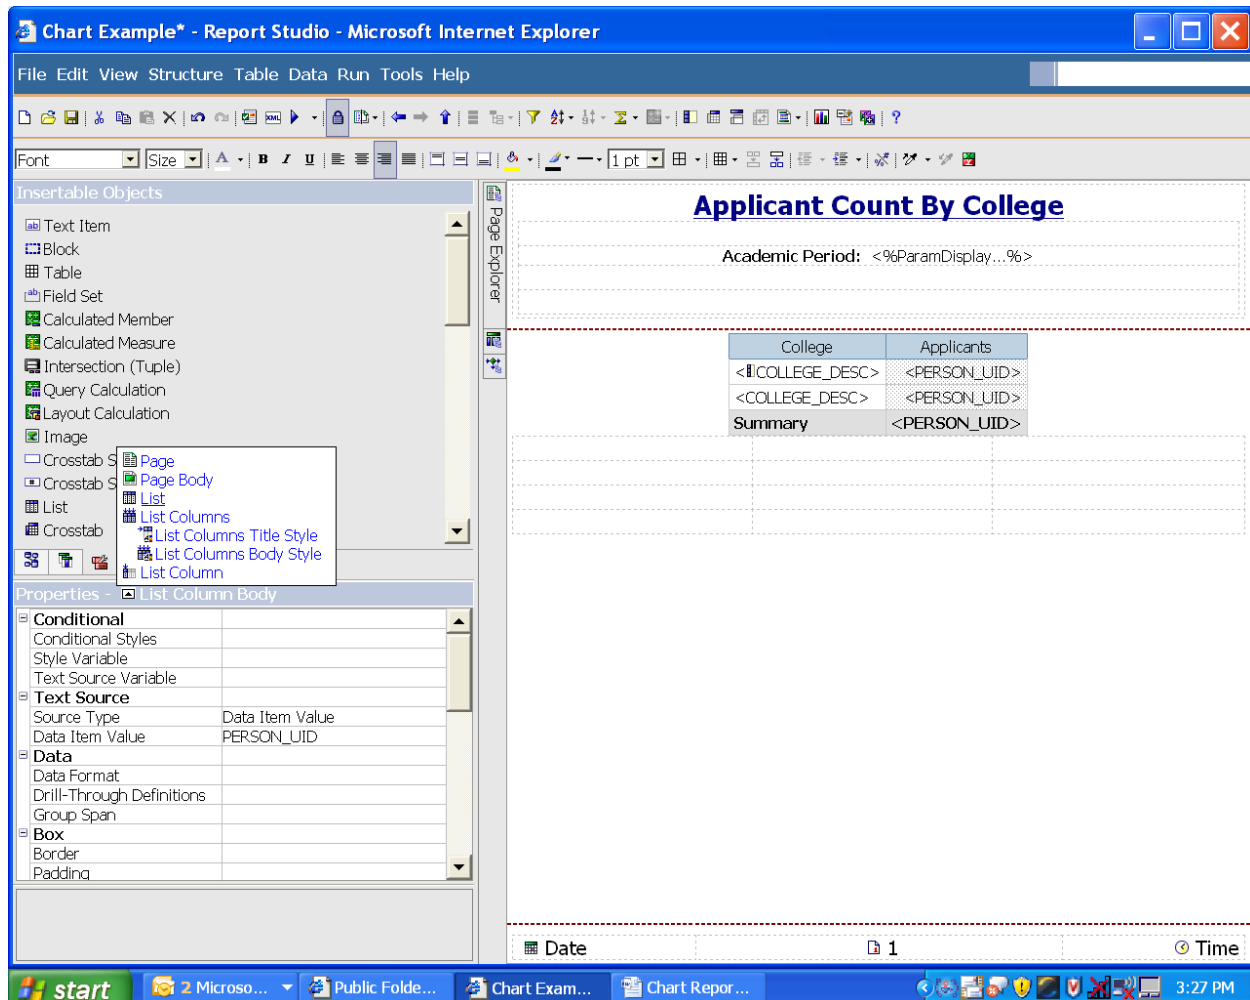 Chart Example* - Report Studio - Microsoft Internet Explorer
File Edit View Structure Table Data Run Tools Help
Font Size 1 pt
Insertable Objects
Text Item
Block
Table
Field Set
Calculated Member
Calculated Measure
Intersection (Tuple)
Query Calculation
Layout Calculation
Image
Crosstab S
Crosstab S
List
Crosstab
Page
Page Body
List
List Columns
List Columns Title Style
List Columns Body Style
List Column
Properties - List Column Body
Conditional
Conditional Styles
Style Variable
Text Source Variable
Text Source
Source Type Data Item Value
Data Item Value PERSON_UID
Data
Data Format
Drill-Through Definitions
Group Span
Box
Border
Padding
Page Explorer
Applicant Count By College
Academic Period: <%ParamDisplay...%>
College Applicants
<COLLEGE_DESC> <PERSON_UID>
<COLLEGE_DESC> <PERSON_UID>
Summary <PERSON_UID>
Date 1 Time
start 2 Microso... Public Folde... Chart Exam... Chart Repor... 3:27 PM